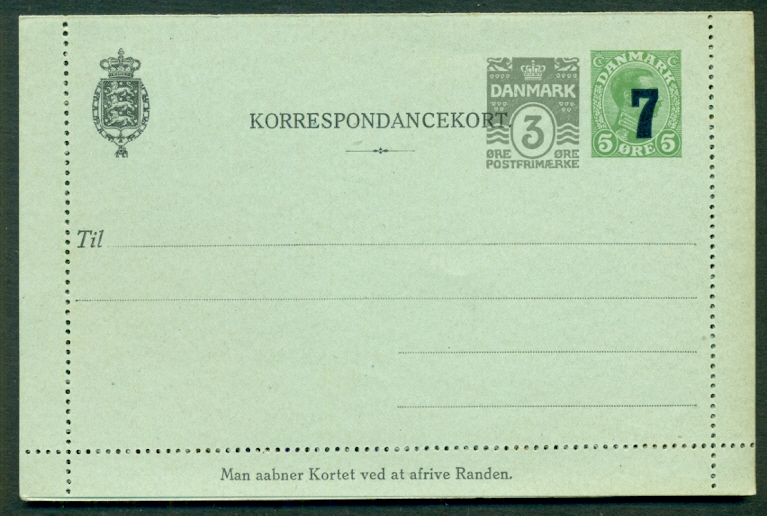 KORRESPONDANCEKORT
DANMARK
3
ØRE ØRE
POSTFRIMÆRKE
DANMARK
7
5 ØRE 5
Til
Man aabner Kortet ved at afrive Randen.